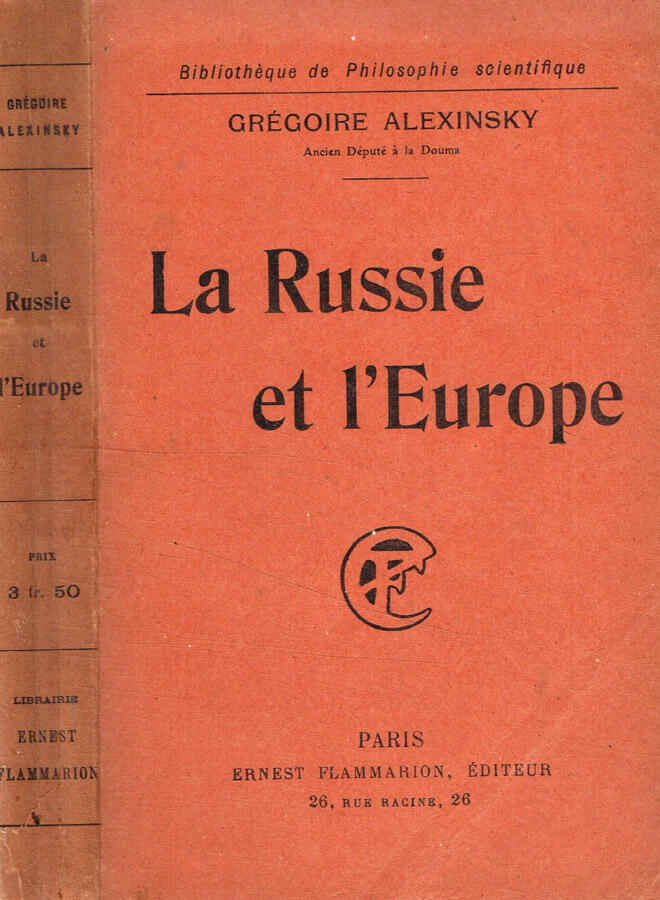 GRÉGOIRE
ALEXINSKY
La
Russie
et
l'Europe
PRIX
3 fr. 50
LIBRAIRIE
ERNEST
FLAMMARION
Bibliothèque de Philosophie scientifique
GRÉGOIRE ALEXINSKY
Ancien Député à la Douma
La Russie
et l'Europe
PARIS
ERNEST FLAMMARION, ÉDITEUR
26, RUE RACINE, 26